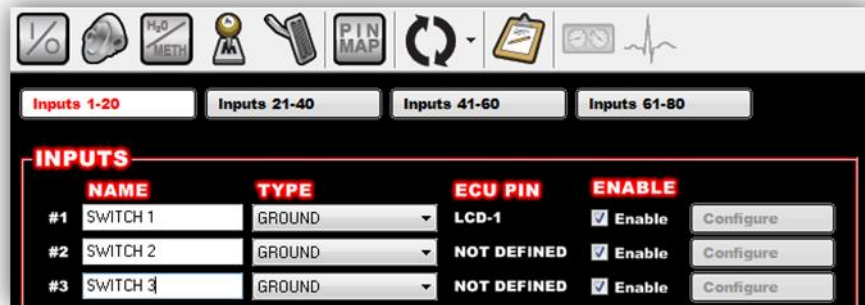 I/O H₂O METH PIN MAP
Inputs 1-20 Inputs 21-40 Inputs 41-60 Inputs 61-80
INPUTS
NAME TYPE ECU PIN ENABLE
#1 SWITCH 1 GROUND LCD-1 Enable Configure
#2 SWITCH 2 GROUND NOT DEFINED Enable Configure
#3 SWITCH 3 GROUND NOT DEFINED Enable Configure